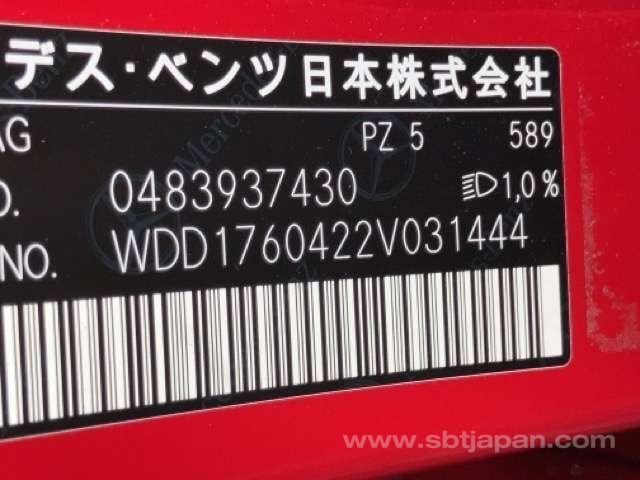 デス・ベンツ日本株式会社
AG PZ 5 589
O. 0483937430 1,0%
NO. WDD1760422V031444
www.sbtjapan.com